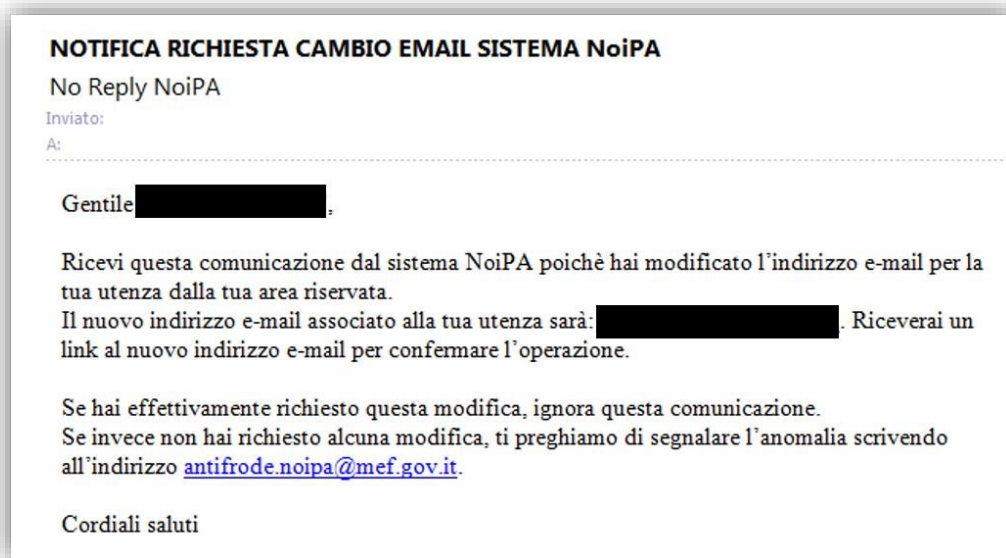 NOTIFICA RICHIESTA CAMBIO EMAIL SISTEMA NoiPA
No Reply NoiPA
Inviato:
A:
Gentile ,
Ricevi questa comunicazione dal sistema NoiPA poichè hai modificato l’indirizzo e-mail per la
tua utenza dalla tua area riservata.
Il nuovo indirizzo e-mail associato alla tua utenza sarà: . Riceverai un
link al nuovo indirizzo e-mail per confermare l’operazione.
Se hai effettivamente richiesto questa modifica, ignora questa comunicazione.
Se invece non hai richiesto alcuna modifica, ti preghiamo di segnalare l’anomalia scrivendo
all’indirizzo antifrode.noipa@mef.gov.it.
Cordiali saluti